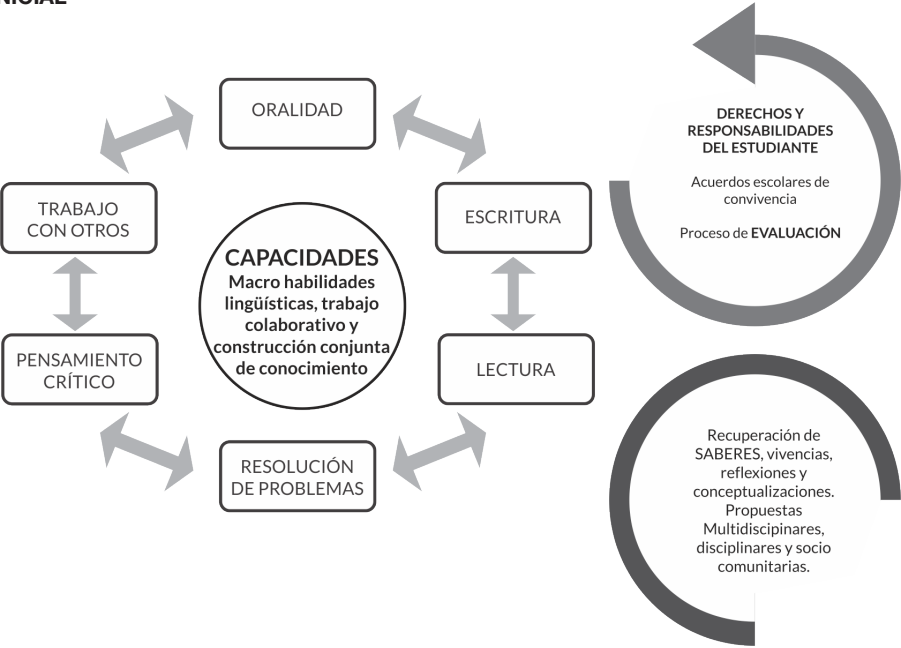 INICIAL
ORALIDAD
TRABAJO
CON OTROS
ESCRITURA
CAPACIDADES
Macro habilidades
lingüísticas, trabajo
colaborativo y
construcción conjunta
de conocimiento
PENSAMIENTO
CRÍTICO
LECTURA
RESOLUCIÓN
DE PROBLEMAS
DERECHOS Y
RESPONSABILIDADES
DEL ESTUDIANTE
Acuerdos escolares de
convivencia
Proceso de EVALUACIÓN
Recuperación de
SABERES, vivencias,
reflexiones y
conceptualizaciones.
Propuestas
Multidiscipinares,
disciplinares y socio
comunitarias.